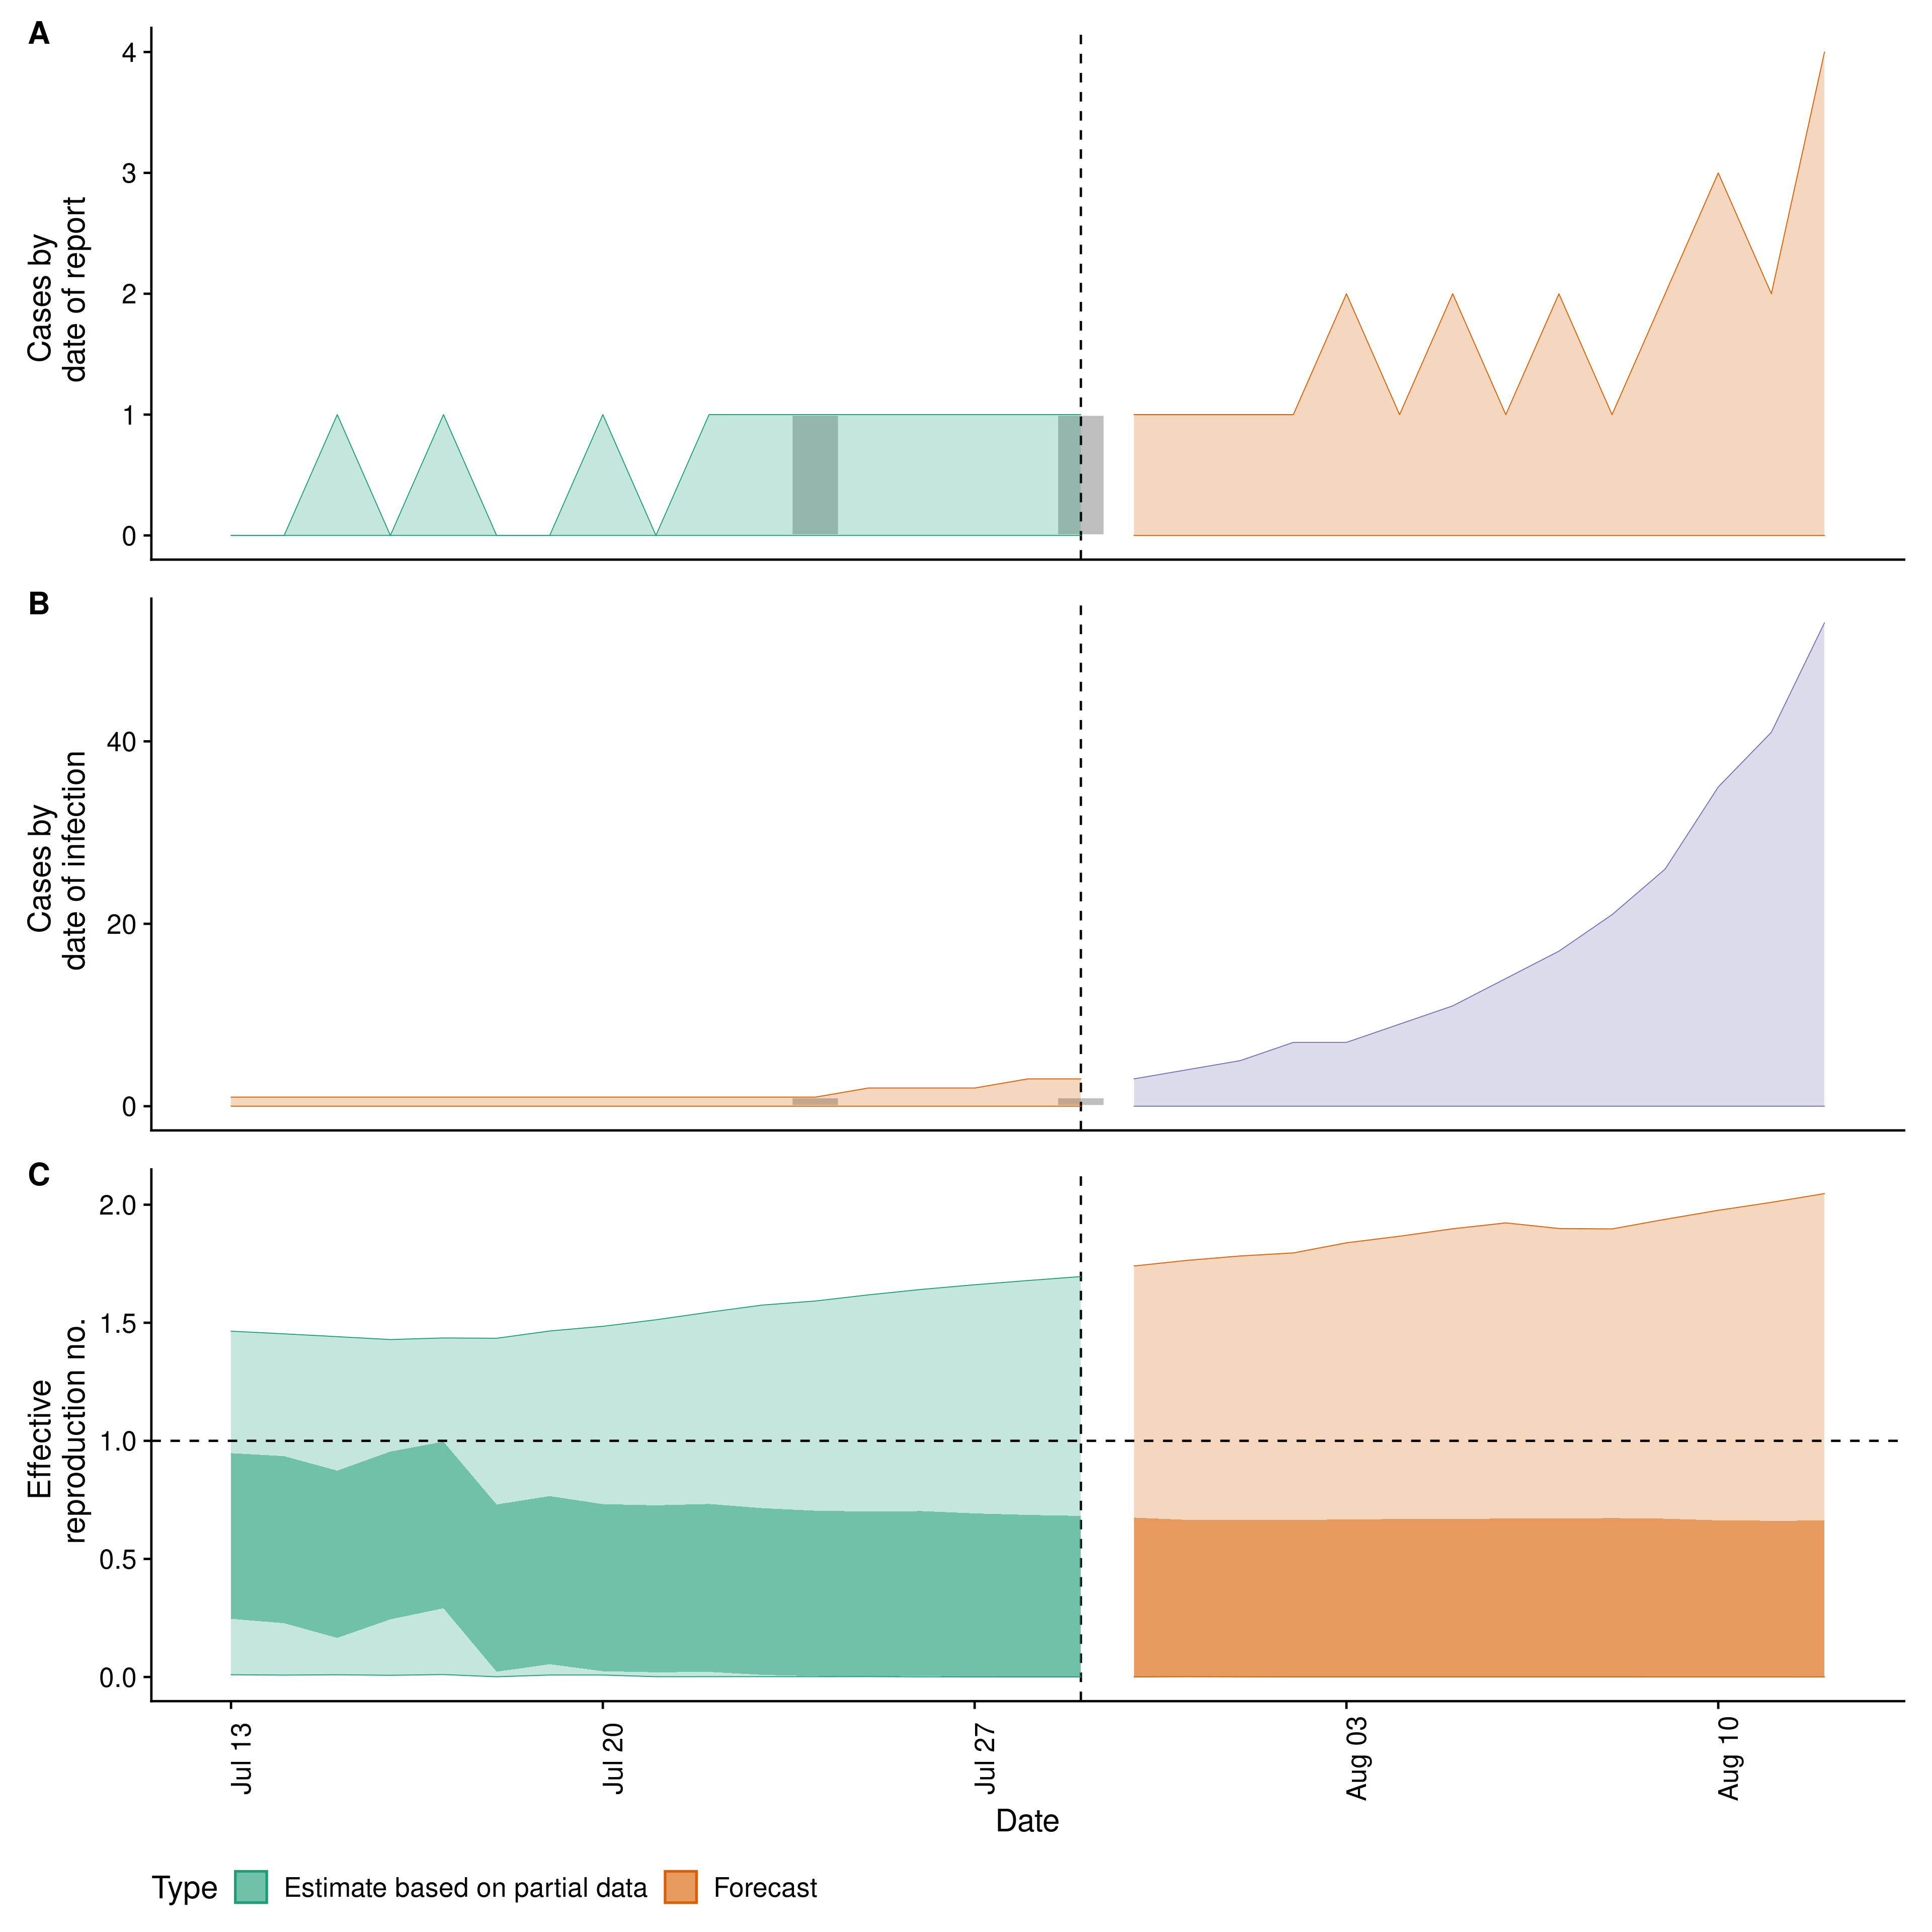 A
4
3
2
1
0
Cases by
date of report
B
40
20
0
Cases by
date of infection
C
2.0
1.5
1.0
0.5
0.0
Effective
reproduction no.
Jul 13
Jul 20
Jul 27
Aug 03
Aug 10
Date
Type Estimate based on partial data Forecast